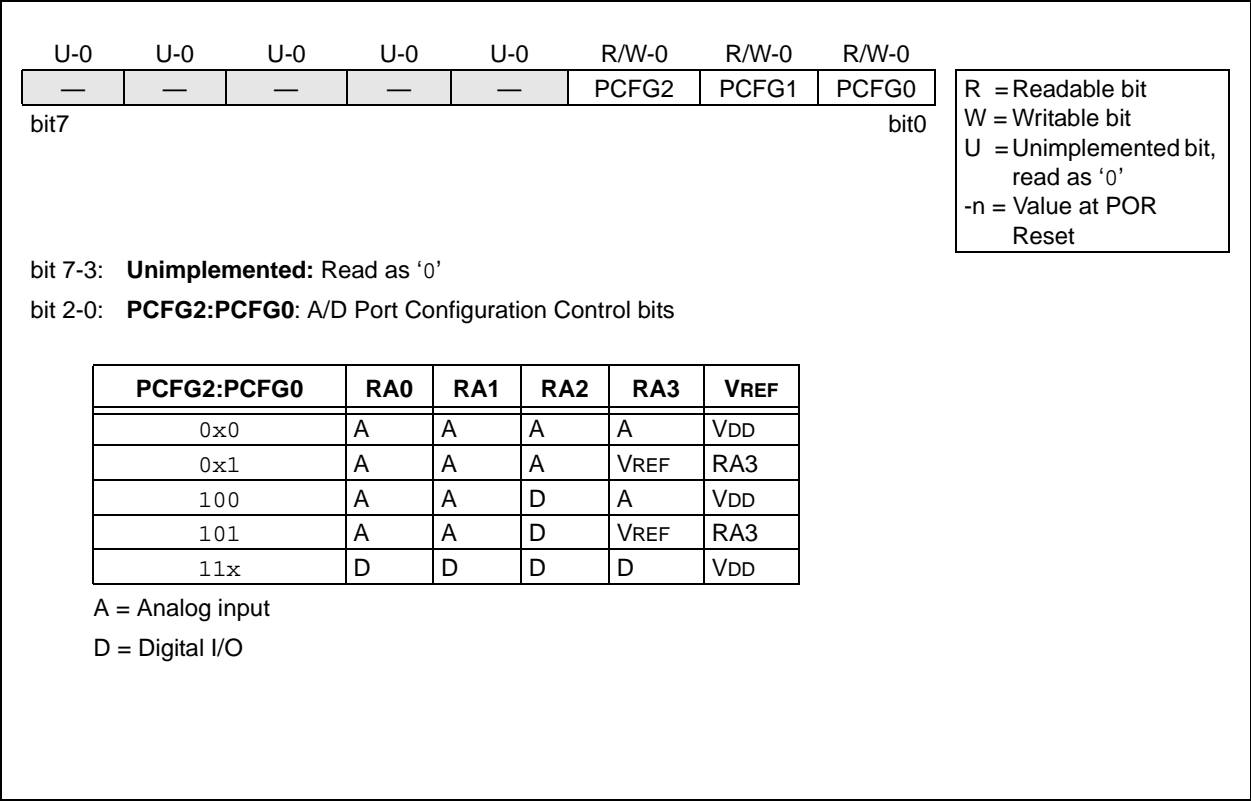 U-0 U-0 U-0 U-0 U-0 R/W-0 R/W-0 R/W-0
— — — — — PCFG2 PCFG1 PCFG0
bit7 bit0
R = Readable bit
W = Writable bit
U = Unimplemented bit,
read as ‘0’
-n = Value at POR
Reset
bit 7-3: Unimplemented: Read as ‘0’
bit 2-0: PCFG2:PCFG0: A/D Port Configuration Control bits
PCFG2:PCFG0 RA0 RA1 RA2 RA3 VREF
0x0 A A A A VDD
0x1 A A A VREF RA3
100 A A D A VDD
101 A A D VREF RA3
11x D D D D VDD
A = Analog input
D = Digital I/O